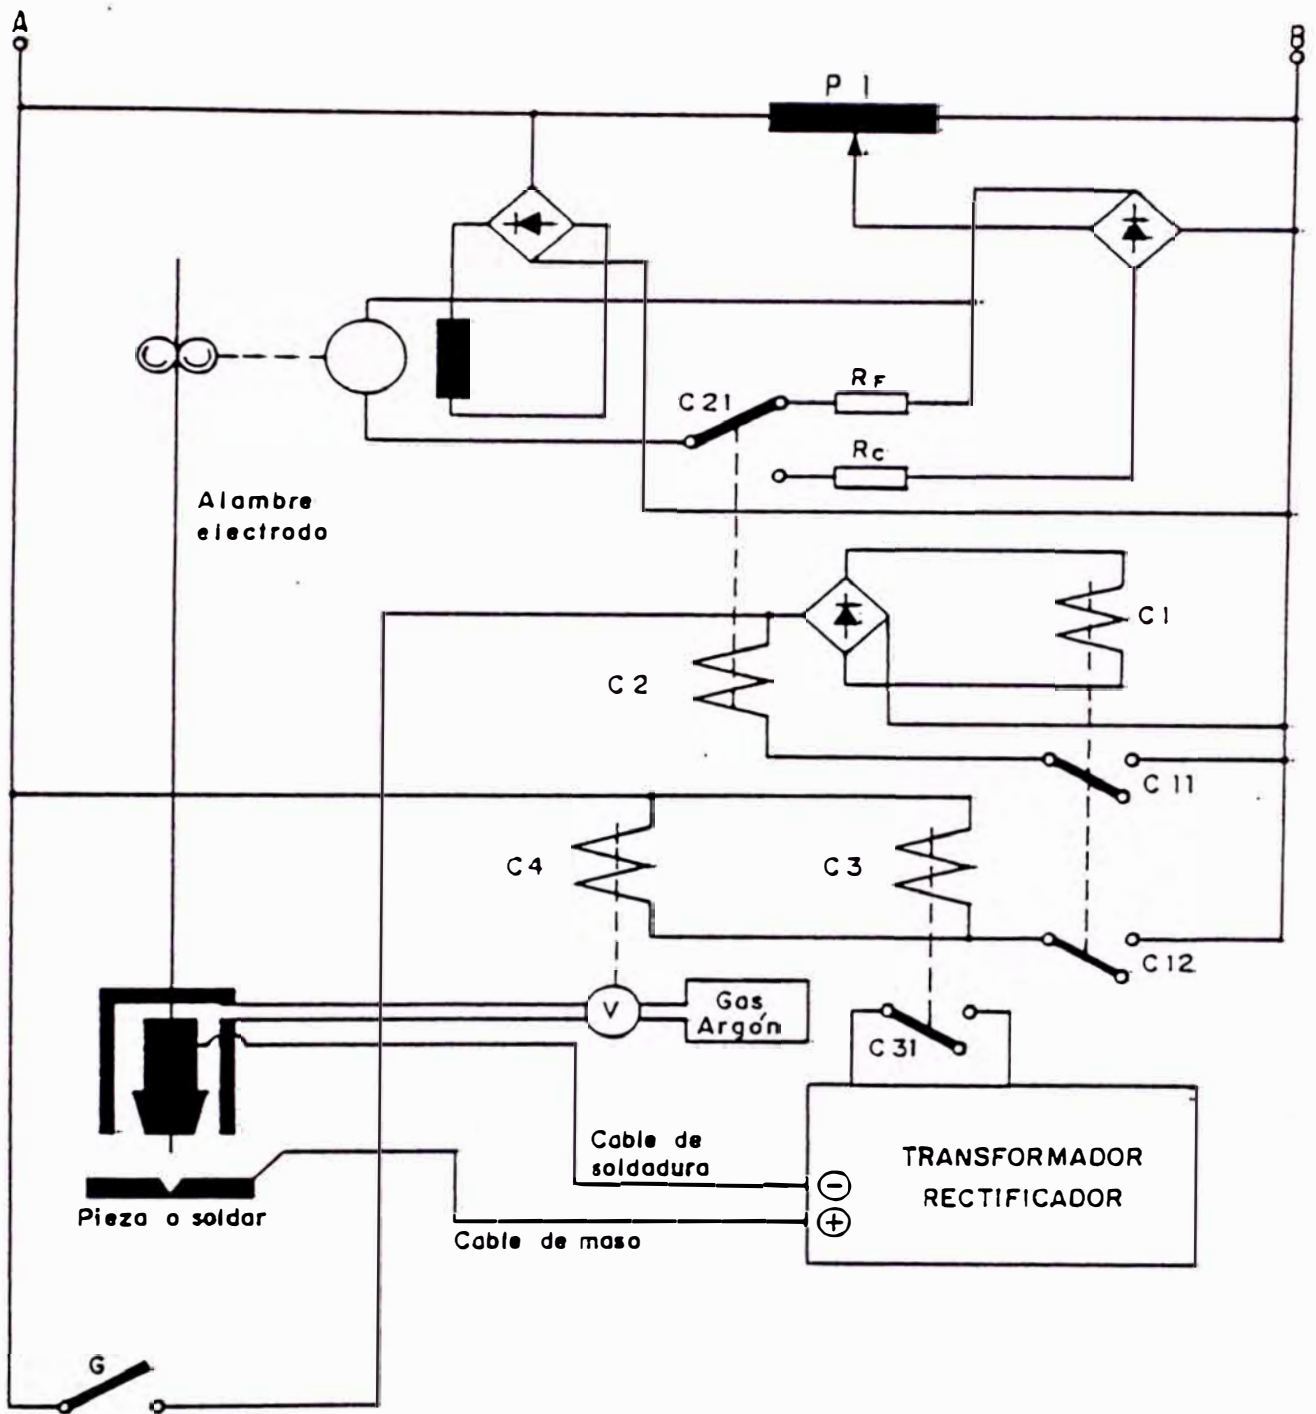 A
B
P 1
R F
C 21
R C
Alambre
electrodo
C 1
C 2
C 11
C 4
C 3
C 12
V
Gas
Argón
C 31
Cable de
soldadura
TRANSFORMADOR
RECTIFICADOR
−
+
Pieza a soldar
Cable de masa
G